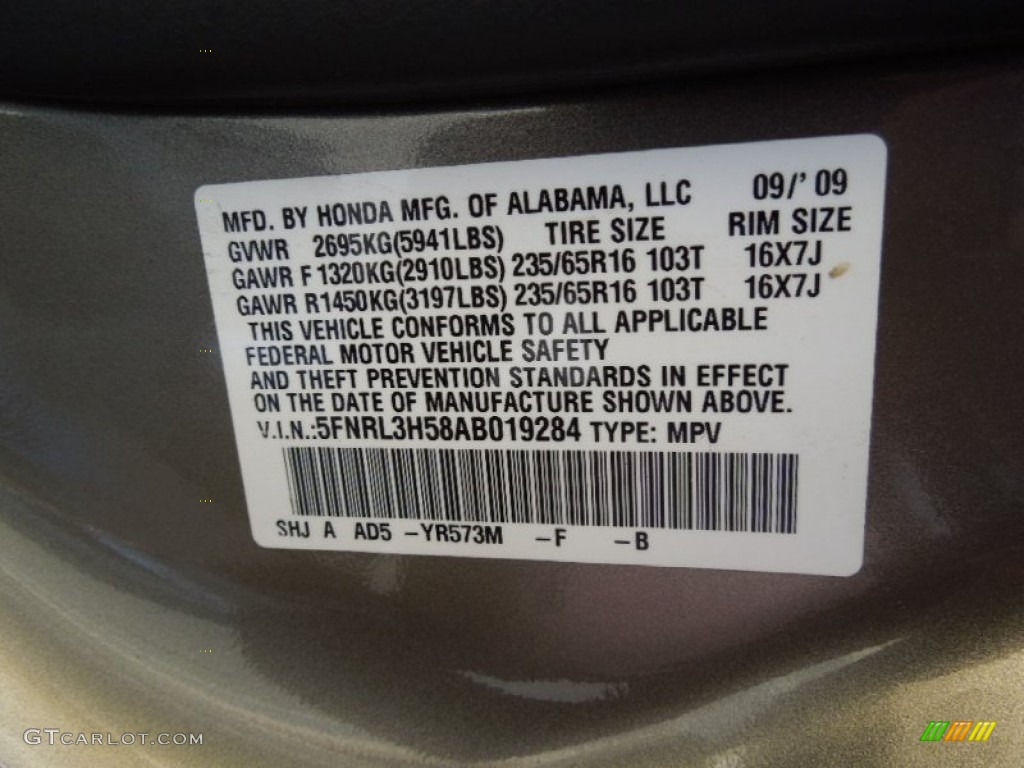 MFD. BY HONDA MFG. OF ALABAMA, LLC 09/'09
GVWR 2695KG(5941LBS) TIRE SIZE RIM SIZE
GAWR F 1320KG(2910LBS) 235/65R16 103T 16X7J
GAWR R1450KG(3197LBS) 235/65R16 103T 16X7J
THIS VEHICLE CONFORMS TO ALL APPLICABLE
FEDERAL MOTOR VEHICLE SAFETY
AND THEFT PREVENTION STANDARDS IN EFFECT
ON THE DATE OF MANUFACTURE SHOWN ABOVE.
V.I.N.:5FNRL3H58AB019284 TYPE: MPV
SHJ A AD5 -YR573M -F -B
GTCARLOT.COM